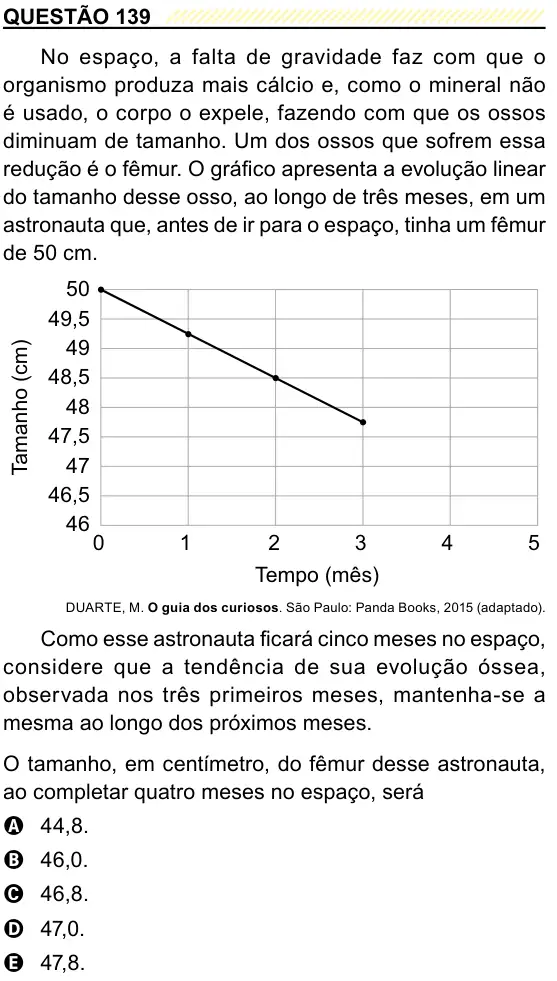 QUESTÃO 139
No espaço, a falta de gravidade faz com que o
organismo produza mais cálcio e, como o mineral não
é usado, o corpo o expele, fazendo com que os ossos
diminuam de tamanho. Um dos ossos que sofrem essa
redução é o fêmur. O gráfico apresenta a evolução linear
do tamanho desse osso, ao longo de três meses, em um
astronauta que, antes de ir para o espaço, tinha um fêmur
de 50 cm.
Tamanho (cm)
50
49,5
49
48,5
48
47,5
47
46,5
46
0 1 2 3 4 5
Tempo (mês)
DUARTE, M. O guia dos curiosos. São Paulo: Panda Books, 2015 (adaptado).
Como esse astronauta ficará cinco meses no espaço,
considere que a tendência de sua evolução óssea,
observada nos três primeiros meses, mantenha-se a
mesma ao longo dos próximos meses.
O tamanho, em centímetro, do fêmur desse astronauta,
ao completar quatro meses no espaço, será
A 44,8.
B 46,0.
C 46,8.
D 47,0.
E 47,8.